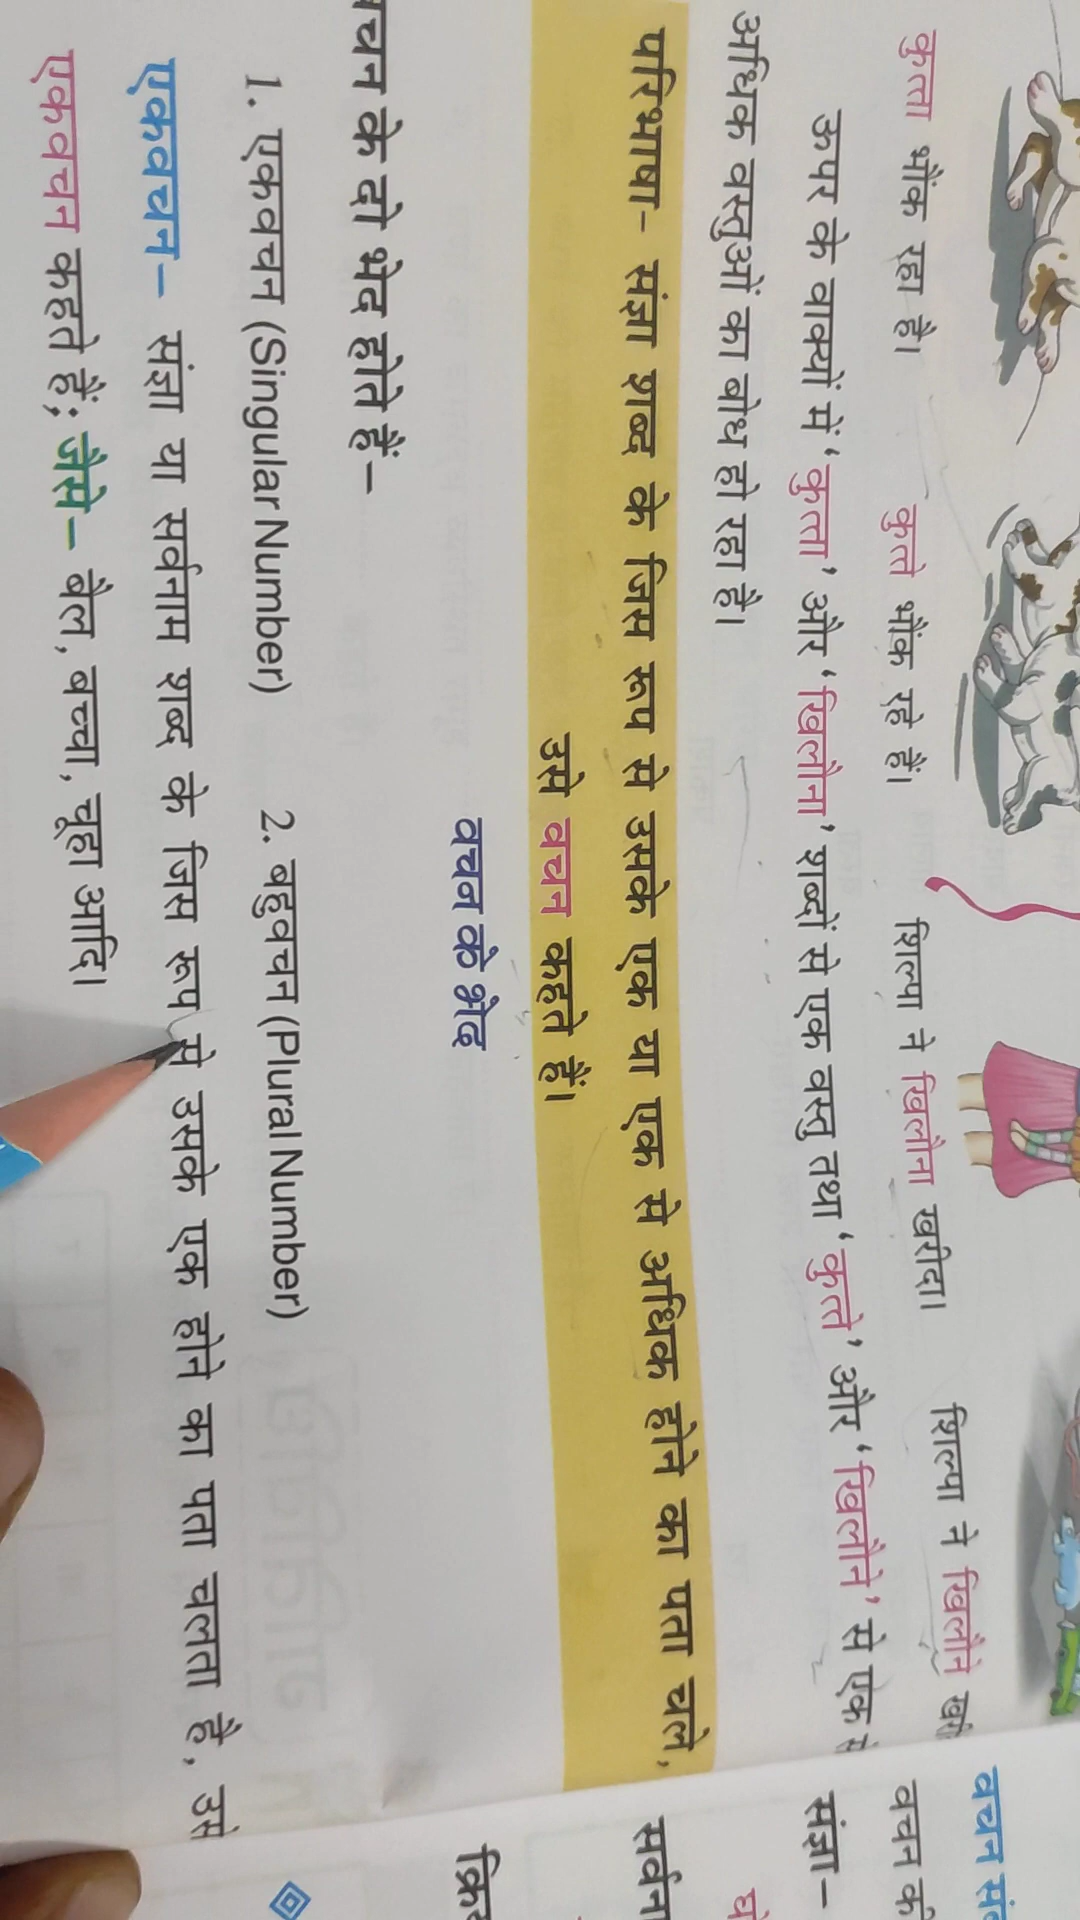 कुत्ता भौंक रहा है।
कुत्ते भौंक रहे हैं।
शिल्पा ने खिलौना खरीदा।
शिल्पा ने खिलौने
ऊपर के वाक्यों में ‘कुत्ता’ और ‘खिलौना’ शब्दों से एक वस्तु तथा ‘कुत्ते’ और ‘खिलौने’ से एक से
अधिक वस्तुओं का बोध हो रहा है।
परिभाषा– संज्ञा शब्द के जिस रूप से उसके एक या एक से अधिक होने का पता चले,
उसे वचन कहते हैं।
वचन के भेद
वचन के दो भेद होते हैं–
1. एकवचन (Singular Number) 2. बहुवचन (Plural Number)
एकवचन– संज्ञा या सर्वनाम शब्द के जिस रूप से उसके एक होने का पता चलता है, उसे
एकवचन कहते हैं; जैसे– बैल, बच्चा, चूहा आदि।
वचन
वचन
संज्ञा –